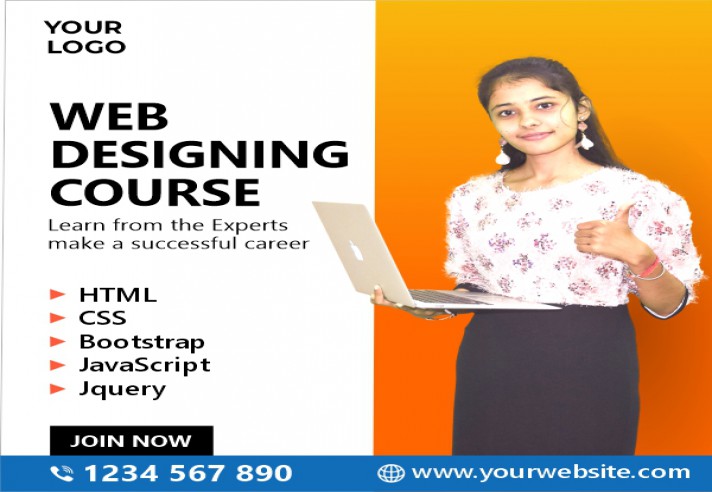 YOUR
LOGO
WEB
DESIGNING
COURSE
Learn from the Experts
make a successful career
HTML
CSS
Bootstrap
JavaScript
Jquery
JOIN NOW
1234 567 890
www.yourwebsite.com